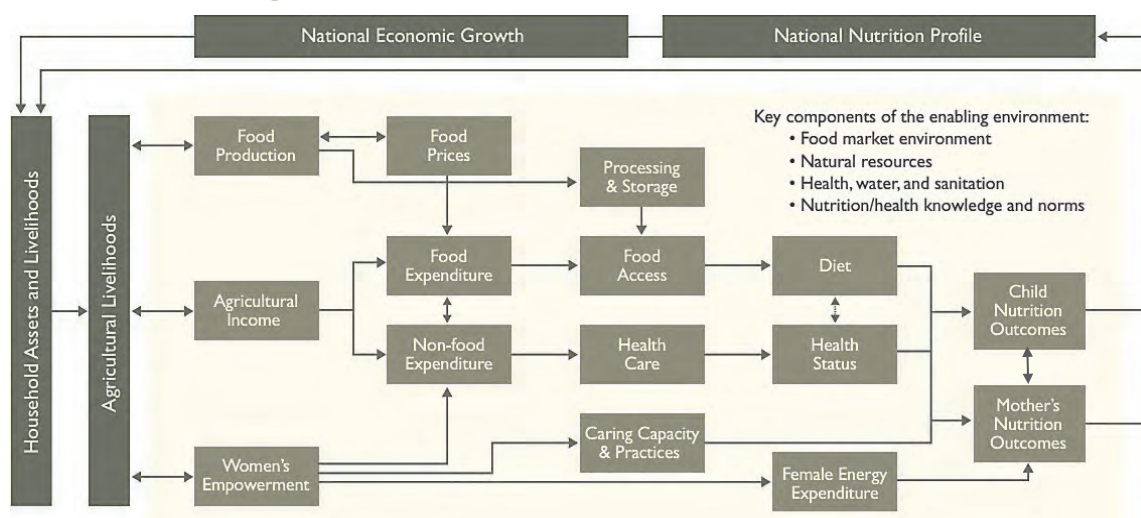 National Economic Growth
National Nutrition Profile
Household Assets and Livelihoods
Agricultural Livelihoods
Key components of the enabling environment:
• Food market environment
• Natural resources
• Health, water, and sanitation
• Nutrition/health knowledge and norms
Food
Production
Food
Prices
Processing
& Storage
Food
Expenditure
Food
Access
Diet
Agricultural
Income
Child
Nutrition
Outcomes
Non-food
Expenditure
Health
Care
Health
Status
Mother's
Nutrition
Outcomes
Caring Capacity
& Practices
Women's
Empowerment
Female Energy
Expenditure